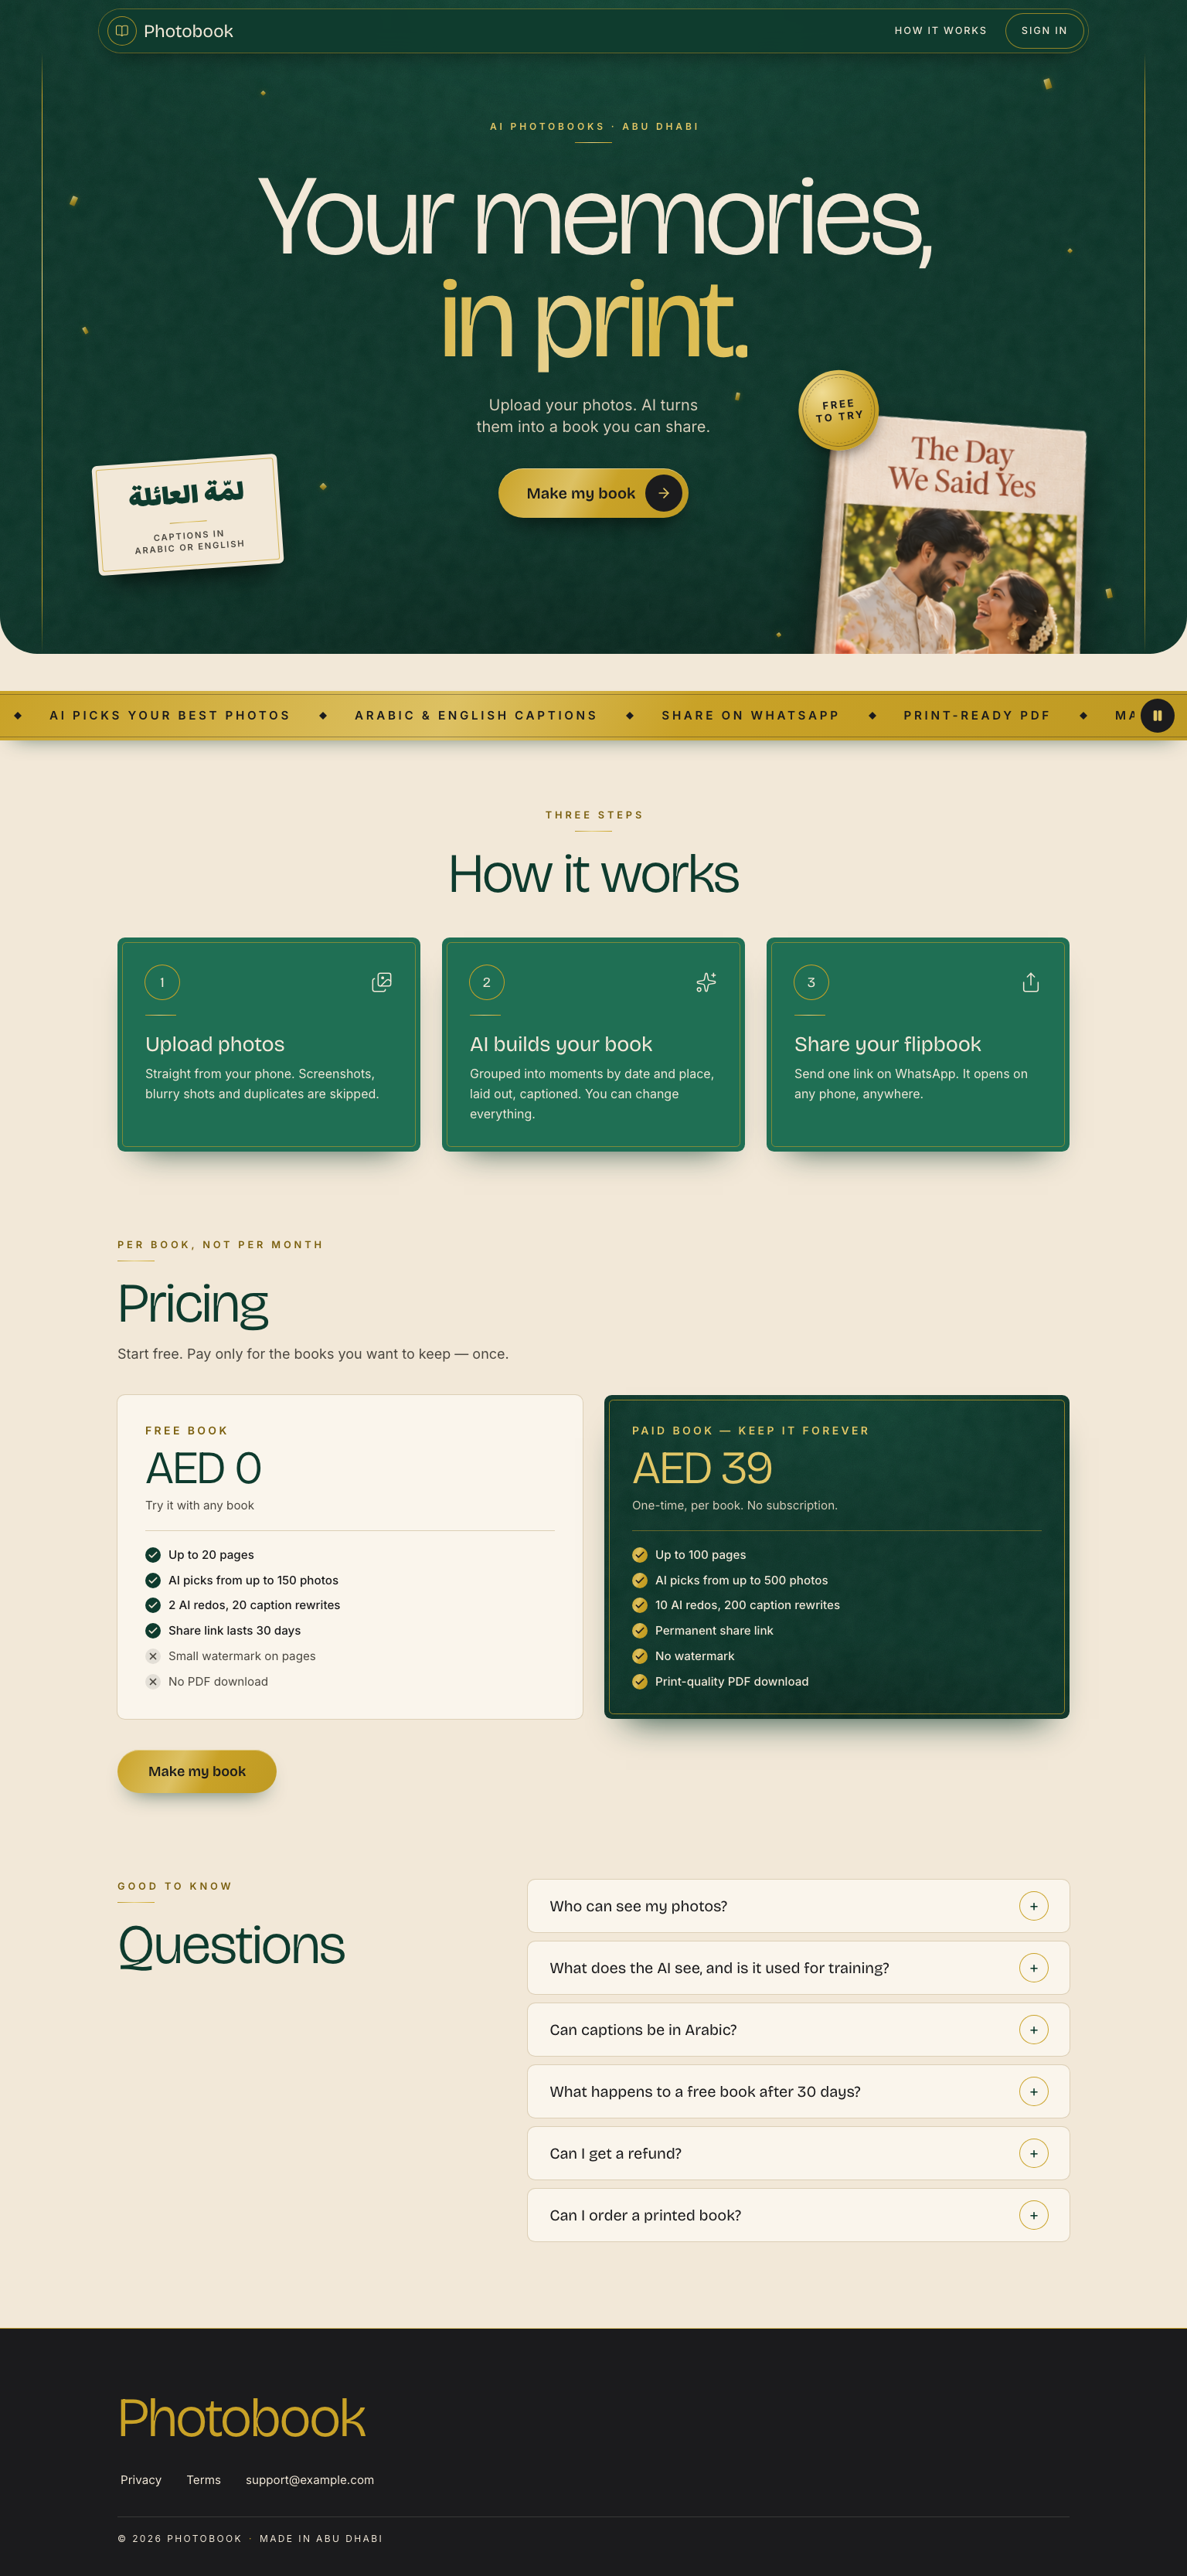 Photobook
HOW IT WORKS
SIGN IN
AI PHOTOBOOKS · ABU DHABI
Your memories,
in print.
Upload your photos. AI turns
them into a book you can share.
Make my book
لمّة العائلة
CAPTIONS IN
ARABIC OR ENGLISH
FREE
TO TRY
The Day
We Said Yes
AI PICKS YOUR BEST PHOTOS ◆ ARABIC & ENGLISH CAPTIONS ◆ SHARE ON WHATSAPP ◆ PRINT-READY PDF ◆
THREE STEPS
How it works
1
Upload photos
Straight from your phone. Screenshots,
blurry shots and duplicates are skipped.
2
AI builds your book
Grouped into moments by date and place,
laid out, captioned. You can change
everything.
3
Share your flipbook
Send one link on WhatsApp. It opens on
any phone, anywhere.
PER BOOK, NOT PER MONTH
Pricing
Start free. Pay only for the books you want to keep — once.
FREE BOOK
AED 0
Try it with any book
Up to 20 pages
AI picks from up to 150 photos
2 AI redos, 20 caption rewrites
Share link lasts 30 days
Small watermark on pages
No PDF download
PAID BOOK — KEEP IT FOREVER
AED 39
One-time, per book. No subscription.
Up to 100 pages
AI picks from up to 500 photos
10 AI redos, 200 caption rewrites
Permanent share link
No watermark
Print-quality PDF download
Make my book
GOOD TO KNOW
Questions
Who can see my photos?
What does the AI see, and is it used for training?
Can captions be in Arabic?
What happens to a free book after 30 days?
Can I get a refund?
Can I order a printed book?
Photobook
Privacy
Terms
support@example.com
© 2026 PHOTOBOOK · MADE IN ABU DHABI